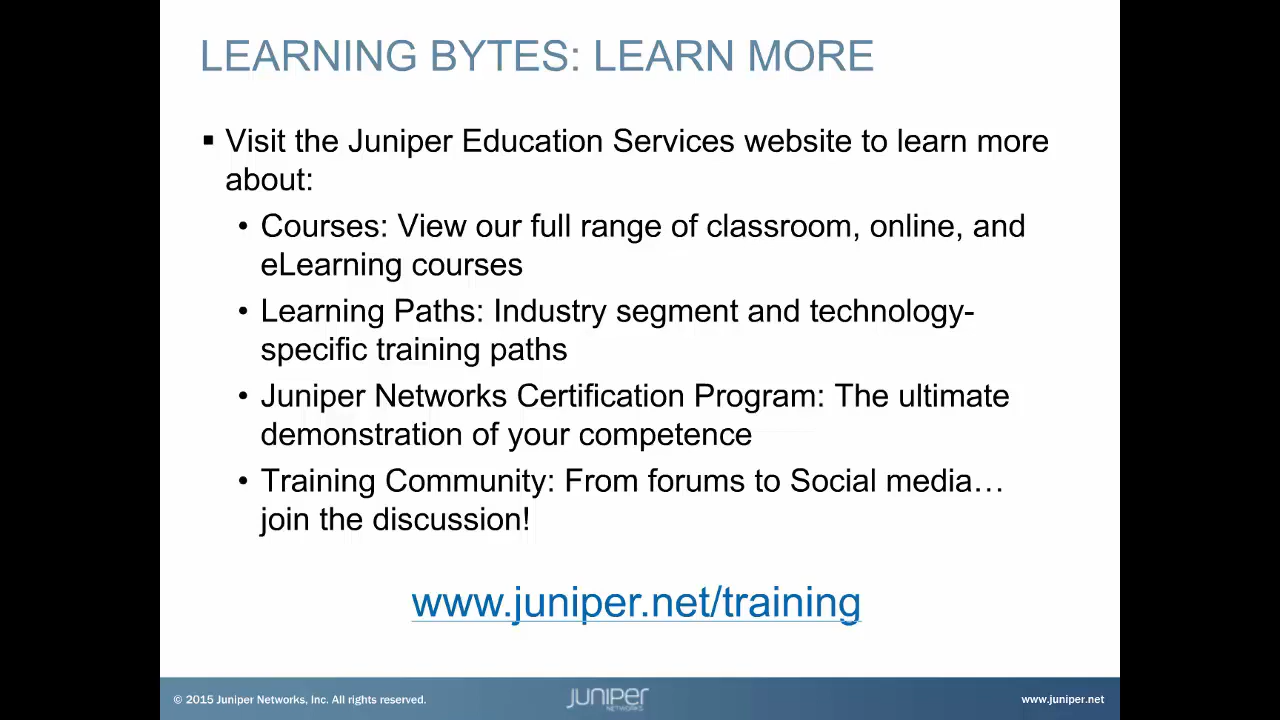 LEARNING BYTES: LEARN MORE
▪ Visit the Juniper Education Services website to learn more
about:
• Courses: View our full range of classroom, online, and
eLearning courses
• Learning Paths: Industry segment and technology-
specific training paths
• Juniper Networks Certification Program: The ultimate
demonstration of your competence
• Training Community: From forums to Social media…
join the discussion!
www.juniper.net/training
© 2015 Juniper Networks, Inc. All rights reserved.
JUNIPER
NETWORKS
www.juniper.net